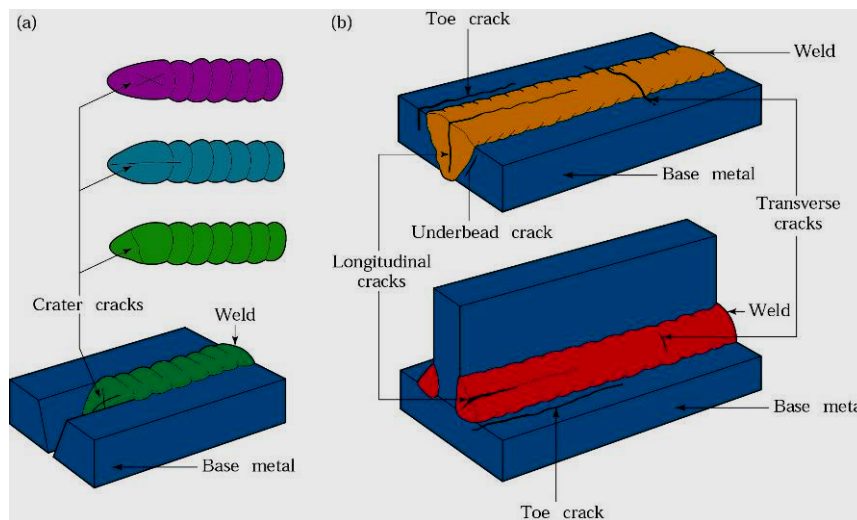 (a)
Crater cracks
Weld
Base metal
(b)
Toe crack
Weld
Base metal
Underbead crack
Longitudinal
cracks
Transverse
cracks
Weld
Base metal
Toe crack